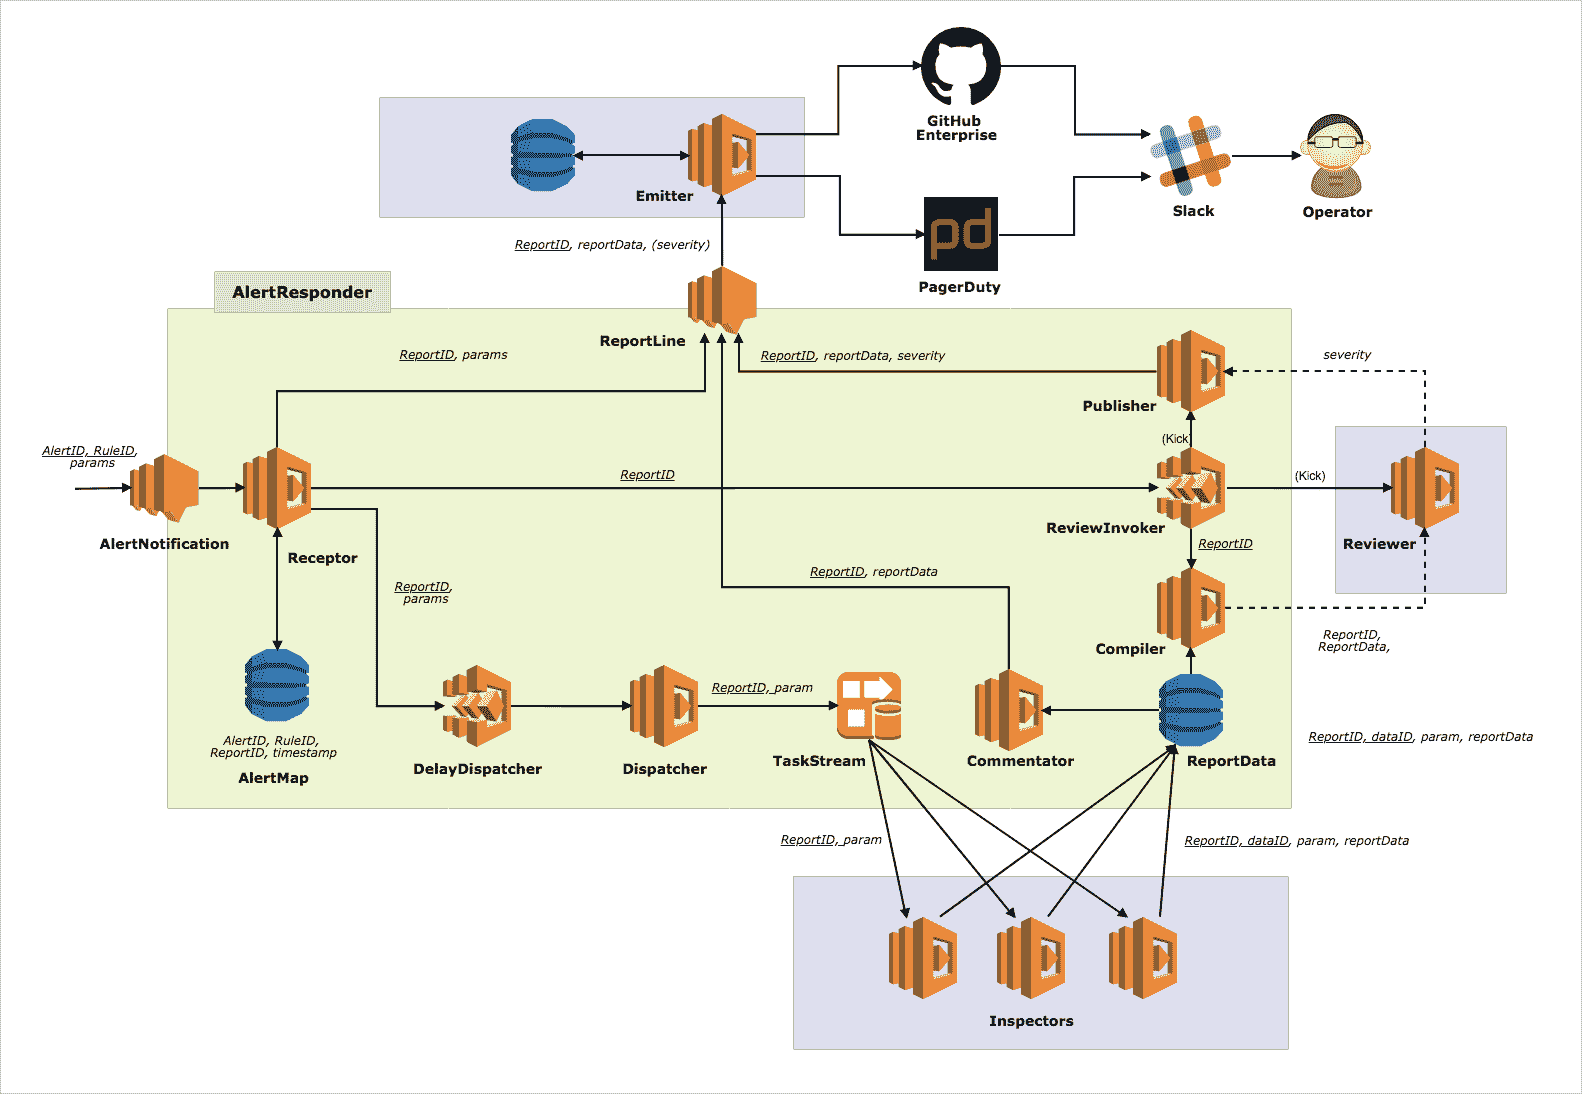 GitHub
Enterprise
Slack
Operator
Emitter
pd
PagerDuty
ReportID, reportData, (severity)
AlertResponder
ReportLine
ReportID, params
ReportID, reportData, severity
severity
Publisher
(Kick)
AlertID, RuleID,
params
ReportID
(Kick)
AlertNotification
Receptor
ReviewInvoker
ReportID
Reviewer
ReportID,
params
ReportID, reportData
Compiler
ReportID,
ReportData,
ReportID, param
AlertID, RuleID,
ReportID, timestamp
AlertMap
DelayDispatcher
Dispatcher
TaskStream
Commentator
ReportData
ReportID, dataID, param, reportData
ReportID, param
ReportID, dataID, param, reportData
Inspectors